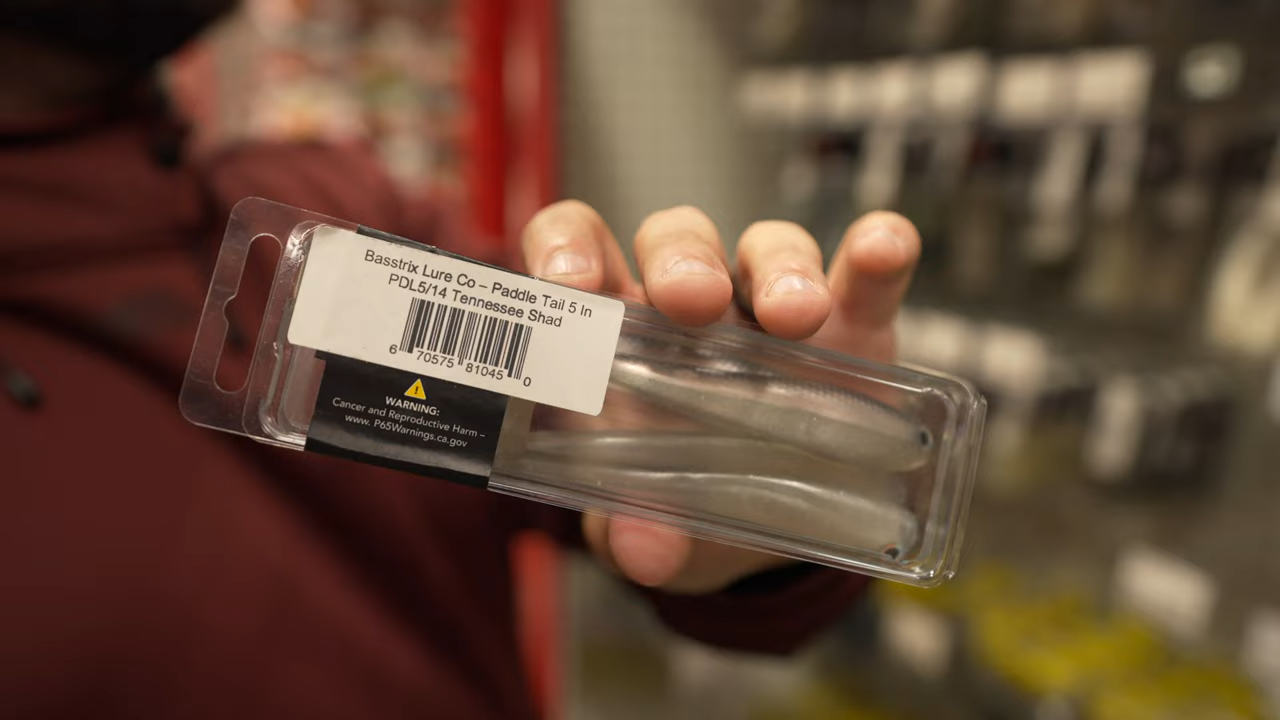 Basstrix Lure Co – Paddle Tail 5 In
PDL5/14 Tennessee Shad
6 70575 81045 0
WARNING:
Cancer and Reproductive Harm –
www. P65Warnings.ca.gov